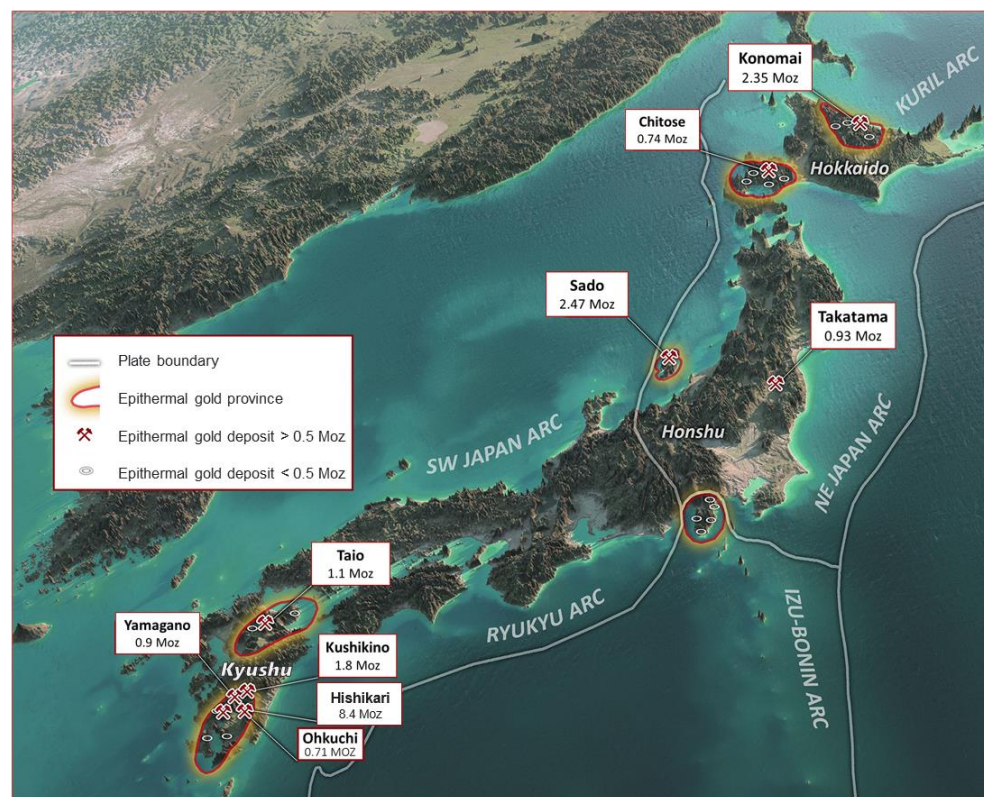 Konomai
2.35 Moz
KURIL ARC
Chitose
0.74 Moz
Hokkaido
Sado
2.47 Moz
Takatama
0.93 Moz
Plate boundary
Epithermal gold province
Epithermal gold deposit > 0.5 Moz
Epithermal gold deposit < 0.5 Moz
SW JAPAN ARC
Honshu
NE JAPAN ARC
Taio
1.1 Moz
RYUKYU ARC
IZU-BONIN ARC
Yamagano
0.9 Moz
Kushikino
1.8 Moz
Kyushu
Hishikari
8.4 Moz
Ohkuchi
0.71 MOZ